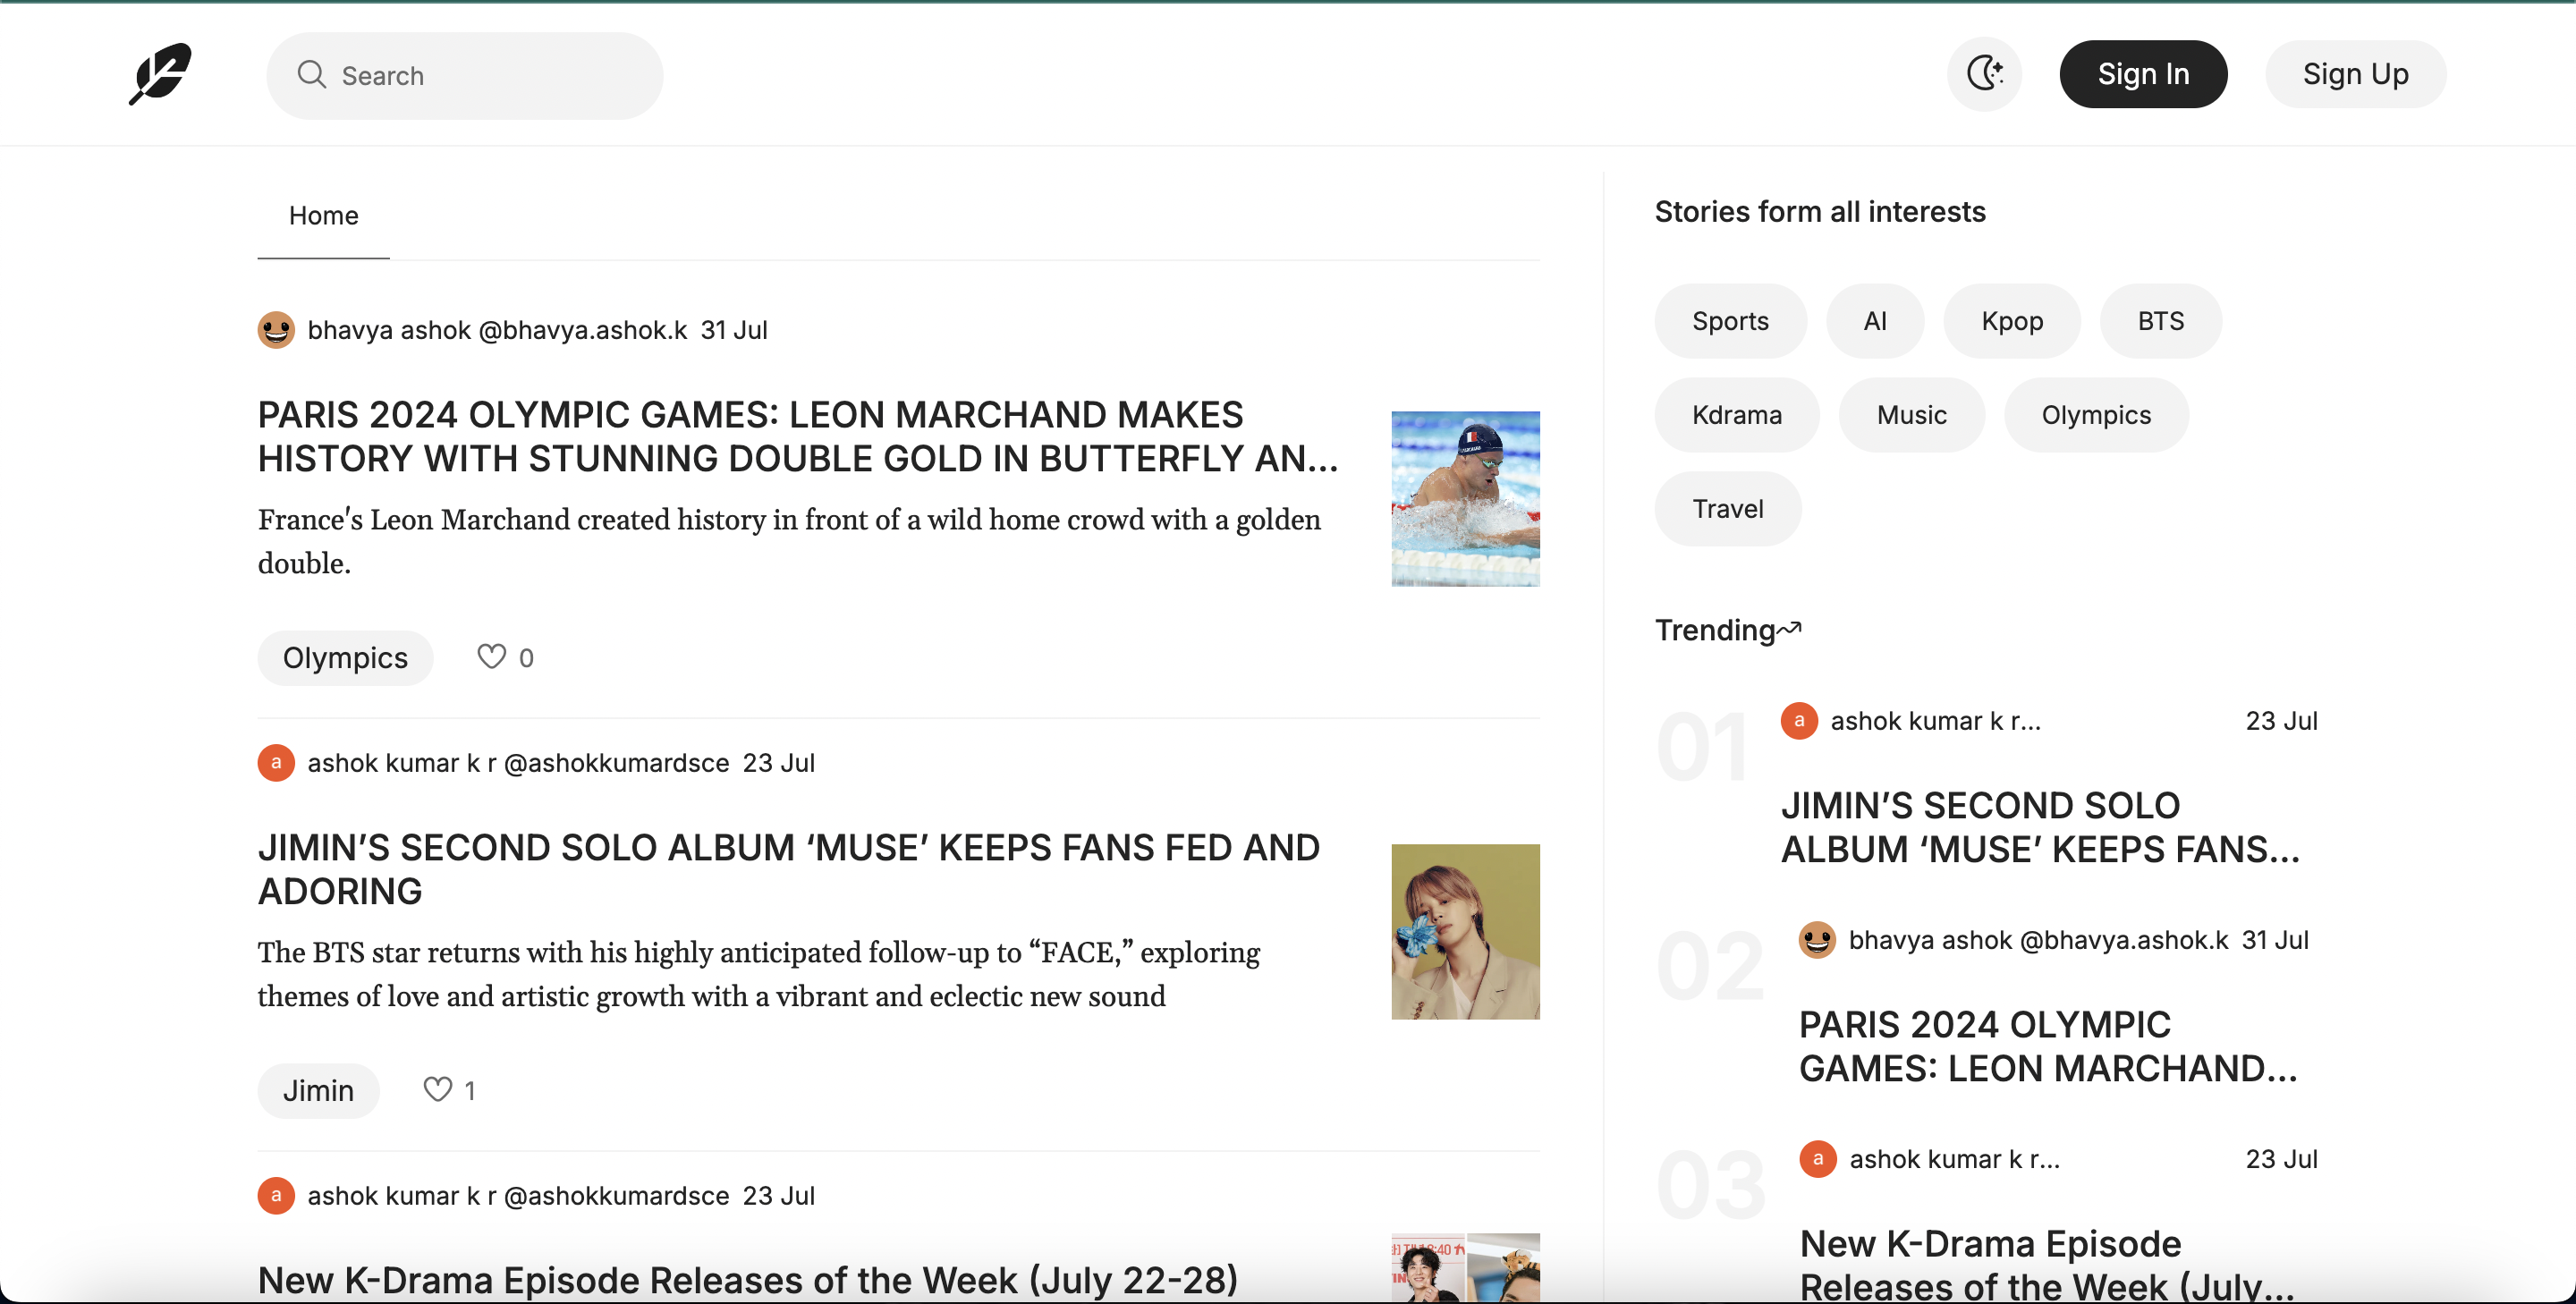 Search
Sign In
Sign Up
Home
bhavya ashok @bhavya.ashok.k 31 Jul
PARIS 2024 OLYMPIC GAMES: LEON MARCHAND MAKES
HISTORY WITH STUNNING DOUBLE GOLD IN BUTTERFLY AN...
France's Leon Marchand created history in front of a wild home crowd with a golden
double.
Olympics
0
a
ashok kumar k r @ashokkumardsce 23 Jul
JIMIN’S SECOND SOLO ALBUM ‘MUSE’ KEEPS FANS FED AND
ADORING
The BTS star returns with his highly anticipated follow-up to “FACE,” exploring
themes of love and artistic growth with a vibrant and eclectic new sound
Jimin
1
a
ashok kumar k r @ashokkumardsce 23 Jul
New K-Drama Episode Releases of the Week (July 22-28)
Stories form all interests
Sports
AI
Kpop
BTS
Kdrama
Music
Olympics
Travel
Trending
01
a
ashok kumar k r...
23 Jul
JIMIN’S SECOND SOLO
ALBUM ‘MUSE’ KEEPS FANS...
02
bhavya ashok @bhavya.ashok.k 31 Jul
PARIS 2024 OLYMPIC
GAMES: LEON MARCHAND...
03
a
ashok kumar k r...
23 Jul
New K-Drama Episode
Releases of the Week (July...